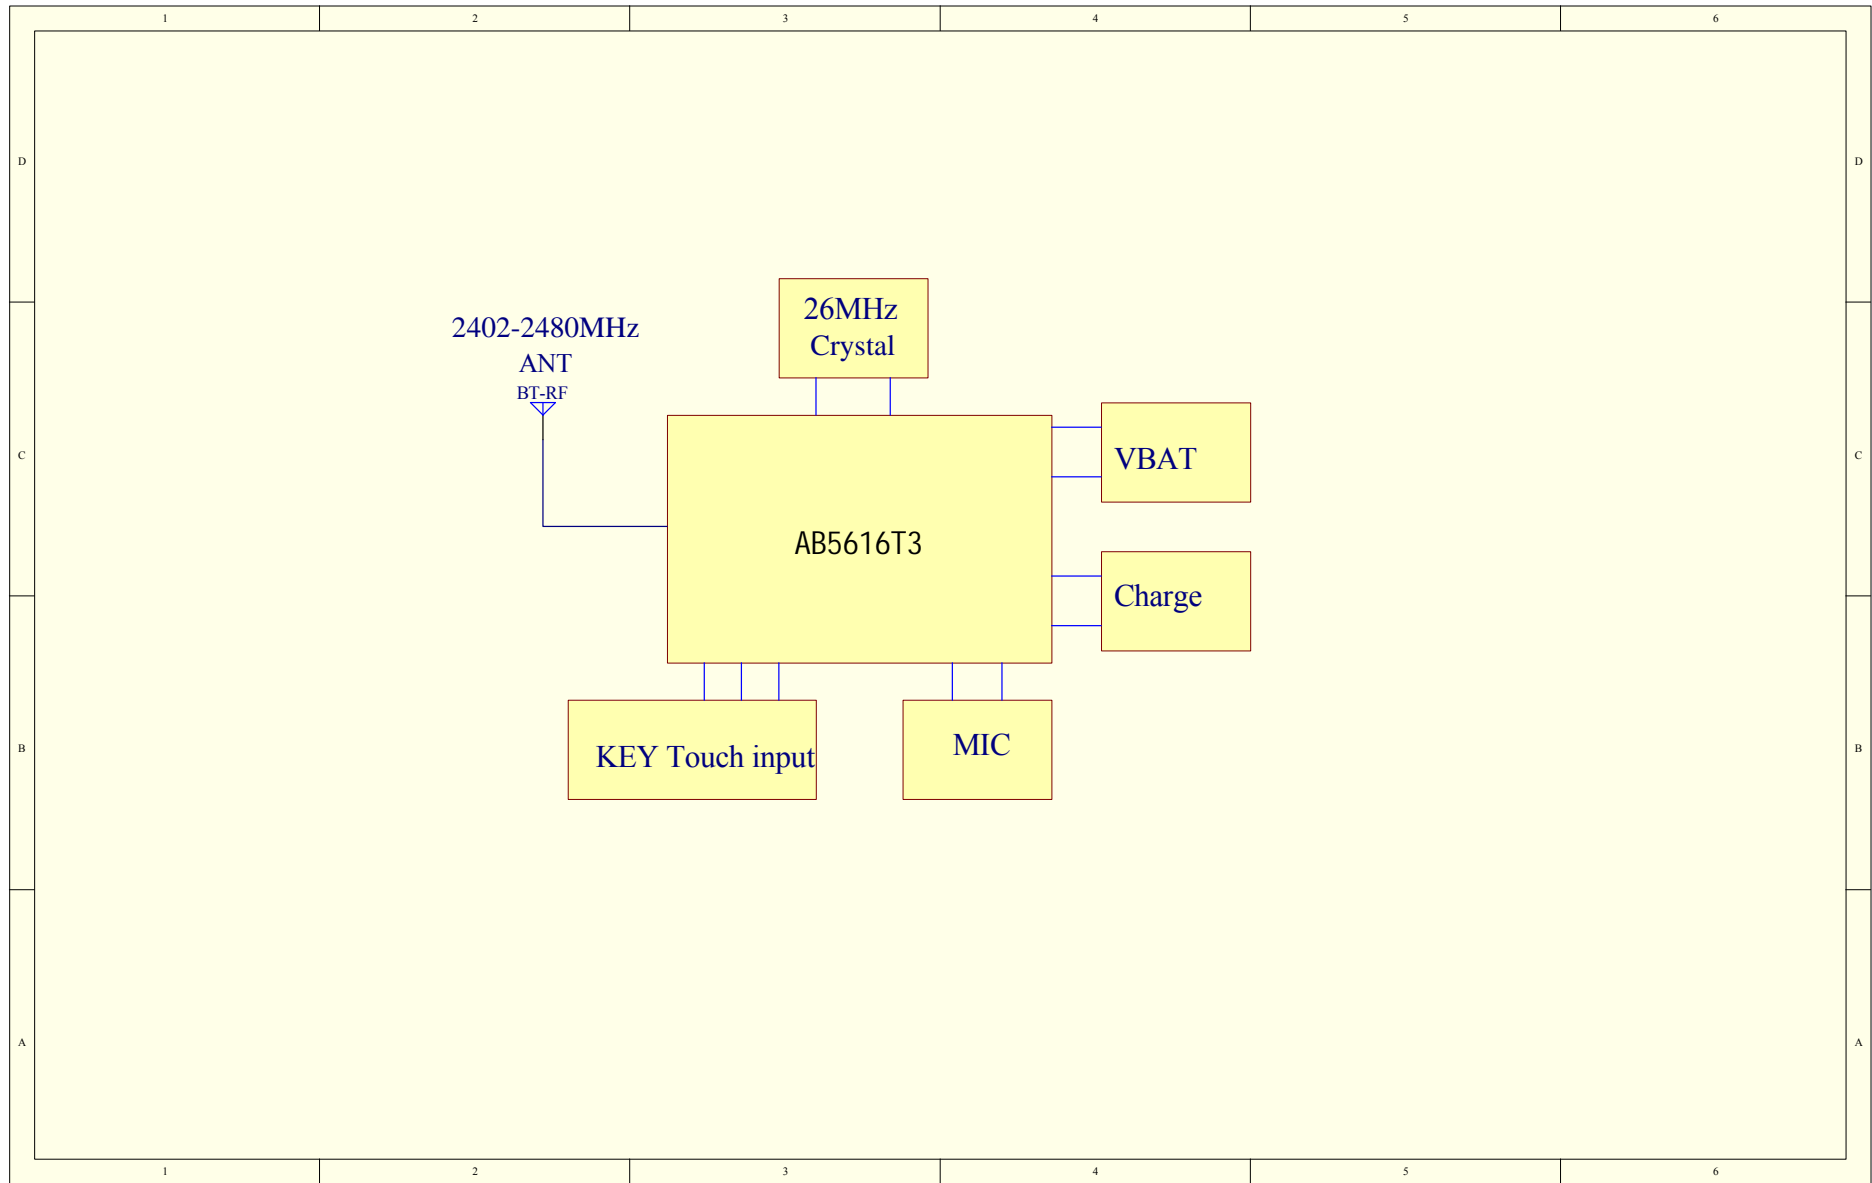 1 2 3 4 5 6
D D
26MHz
Crystal
2402-2480MHz
ANT
BT-RF
C C
VBAT
AB5616T3
Charge
B B
KEY Touch input
MIC
A A
1 2 3 4 5 6